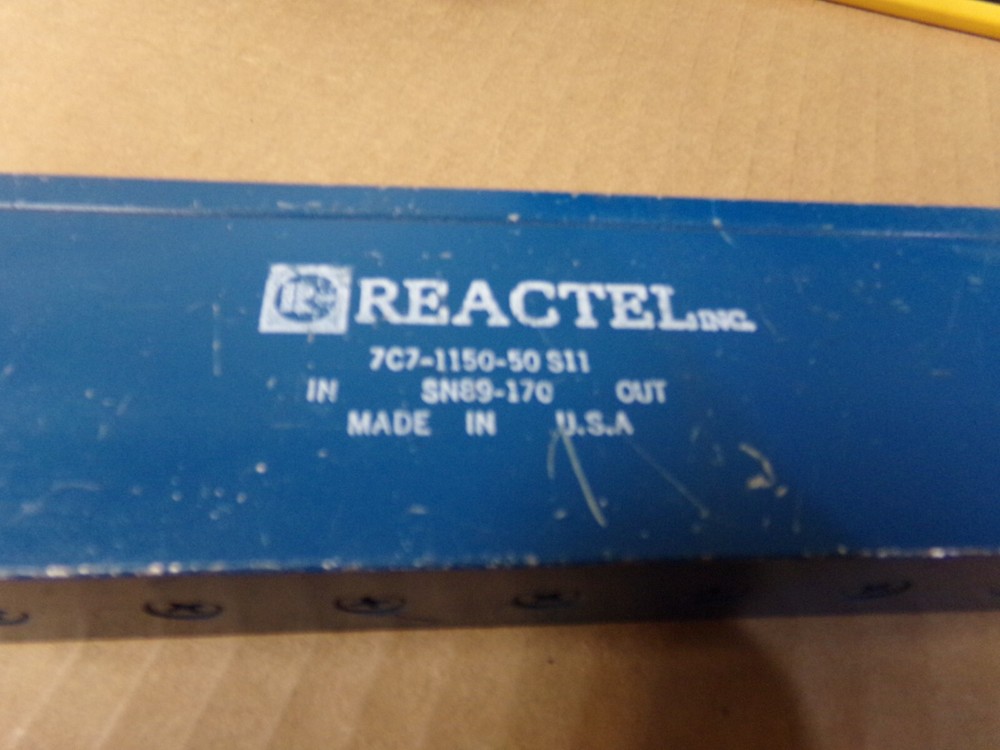 REACTEL, INC.
7C7-1150-50 S11
IN SN89-170 OUT
MADE IN U.S.A